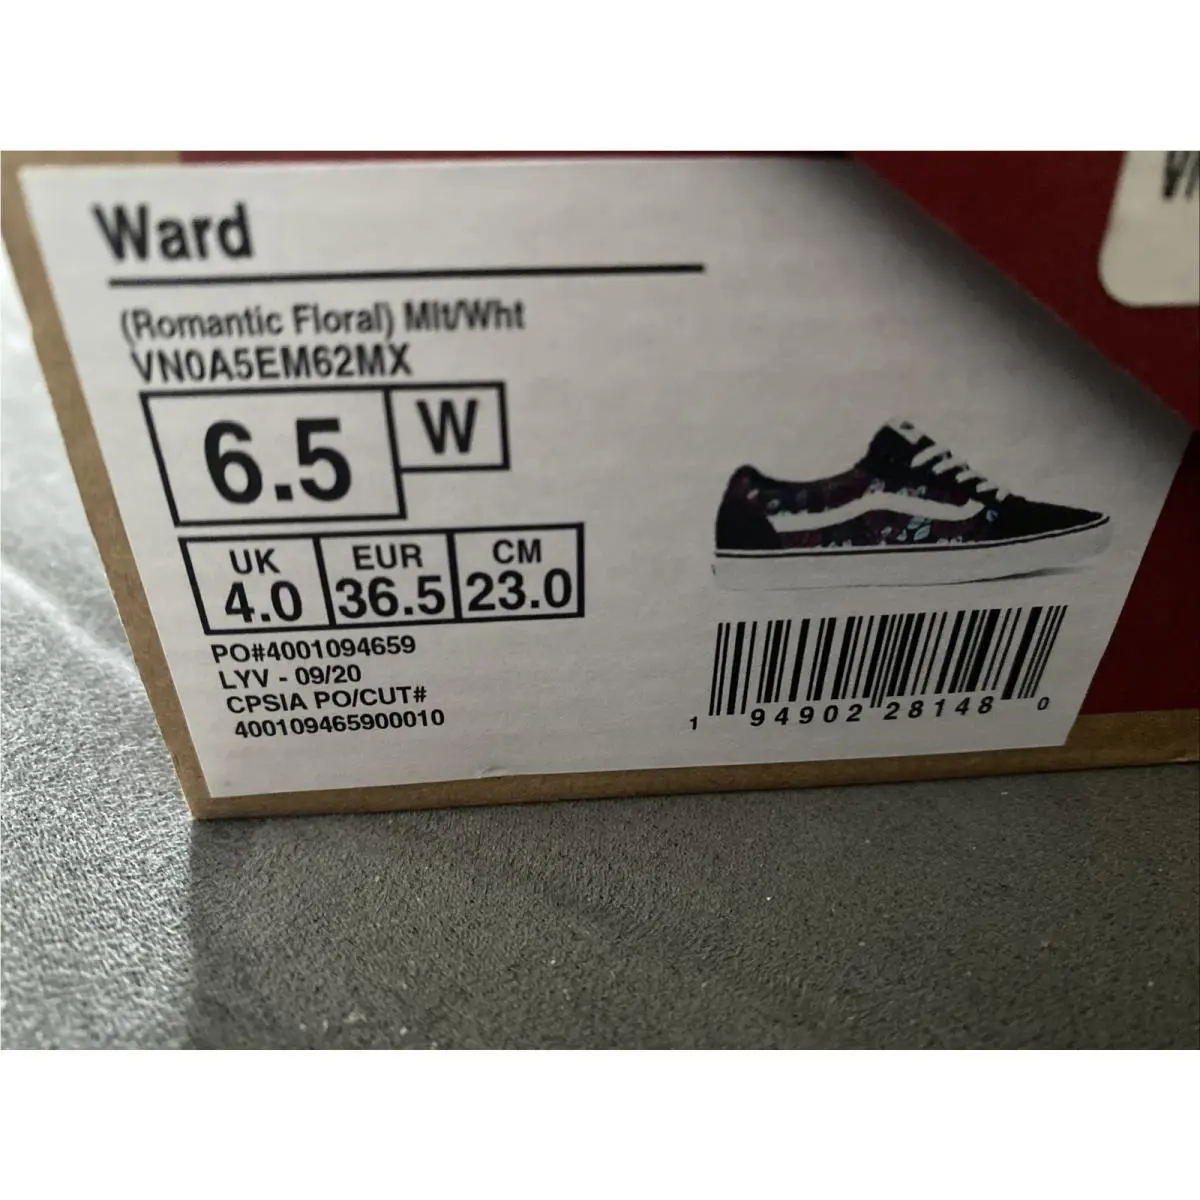 Ward
(Romantic Floral) Mlt/Wht
VN0A5EM62MX
6.5 W
UK EUR CM
4.0 36.5 23.0
PO#4001094659
LYV - 09/20
CPSIA PO/CUT#
400109465900010
1 94902 28148 0
VN